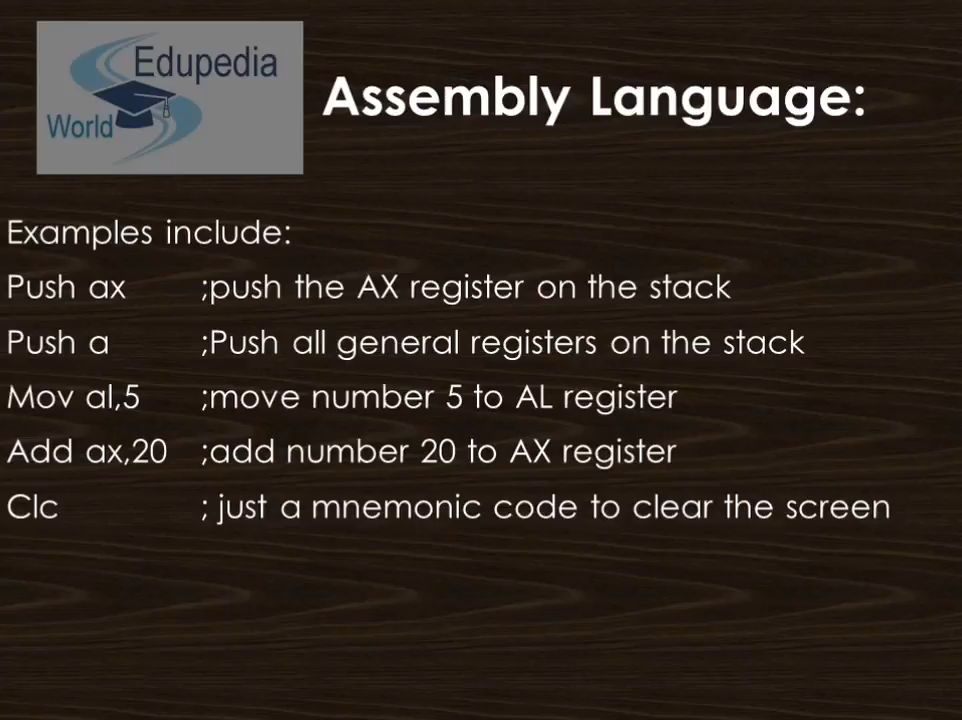 Edupedia
World
Assembly Language:
Examples include:
Push ax ;push the AX register on the stack
Push a ;Push all general registers on the stack
Mov al,5 ;move number 5 to AL register
Add ax,20 ;add number 20 to AX register
Clc ; just a mnemonic code to clear the screen